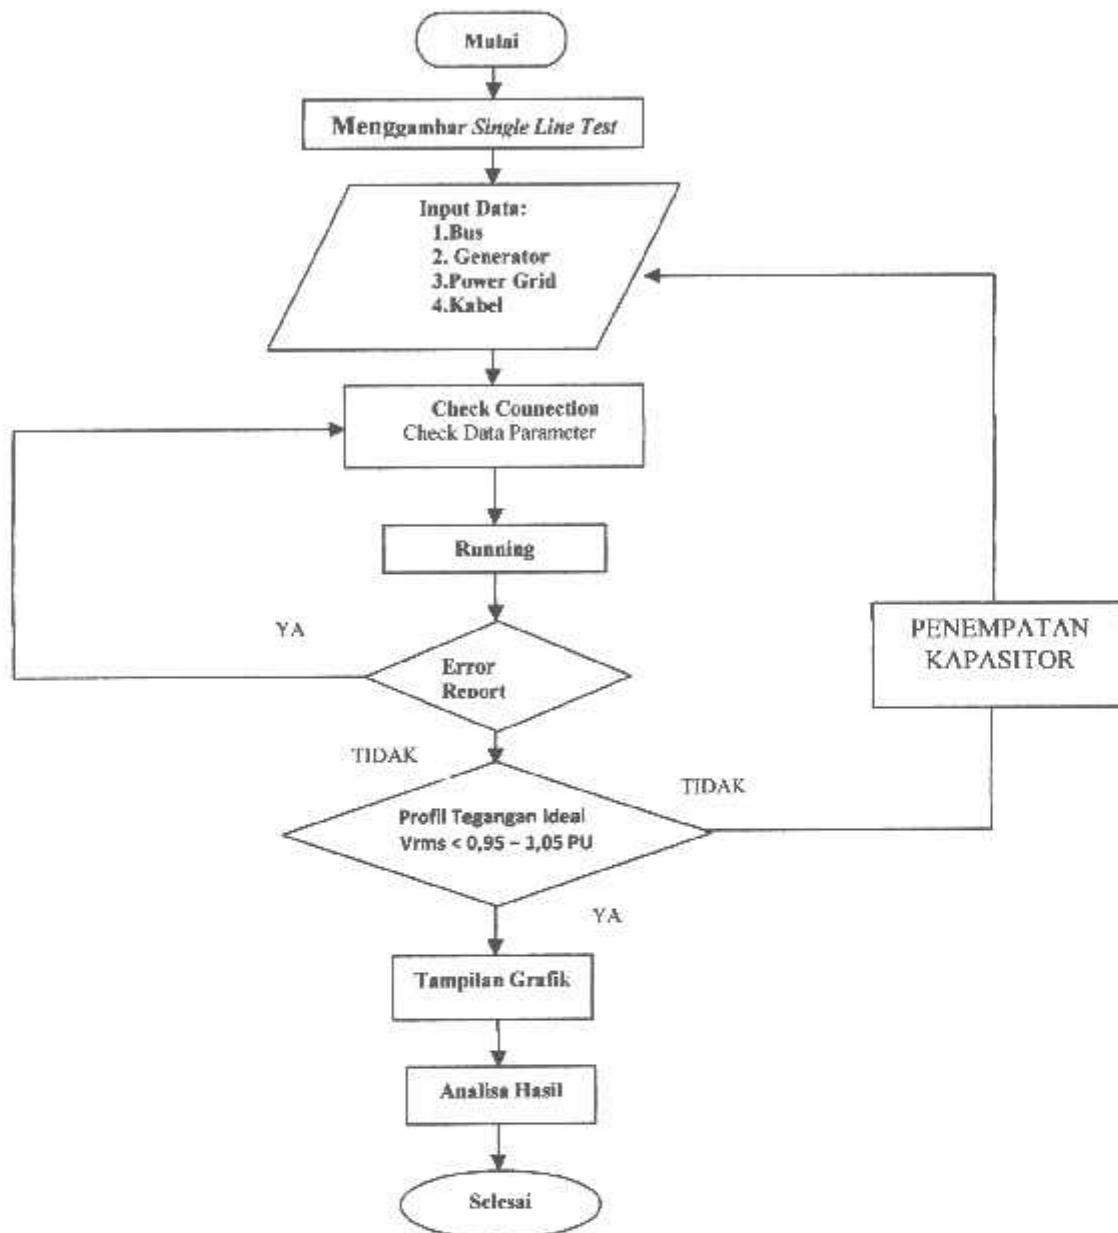 Mulai
Menggambar Single Line Test
Input Data:
1.Bus
2. Generator
3.Power Grid
4.Kabel
Check Connection
Check Data Parameter
Running
YA
Error
Report
PENEMPATAN
KAPASITOR
TIDAK
TIDAK
Profil Tegangan Ideal
Vrms < 0,95 – 1,05 PU
YA
Tampilan Grafik
Analisa Hasil
Selesai